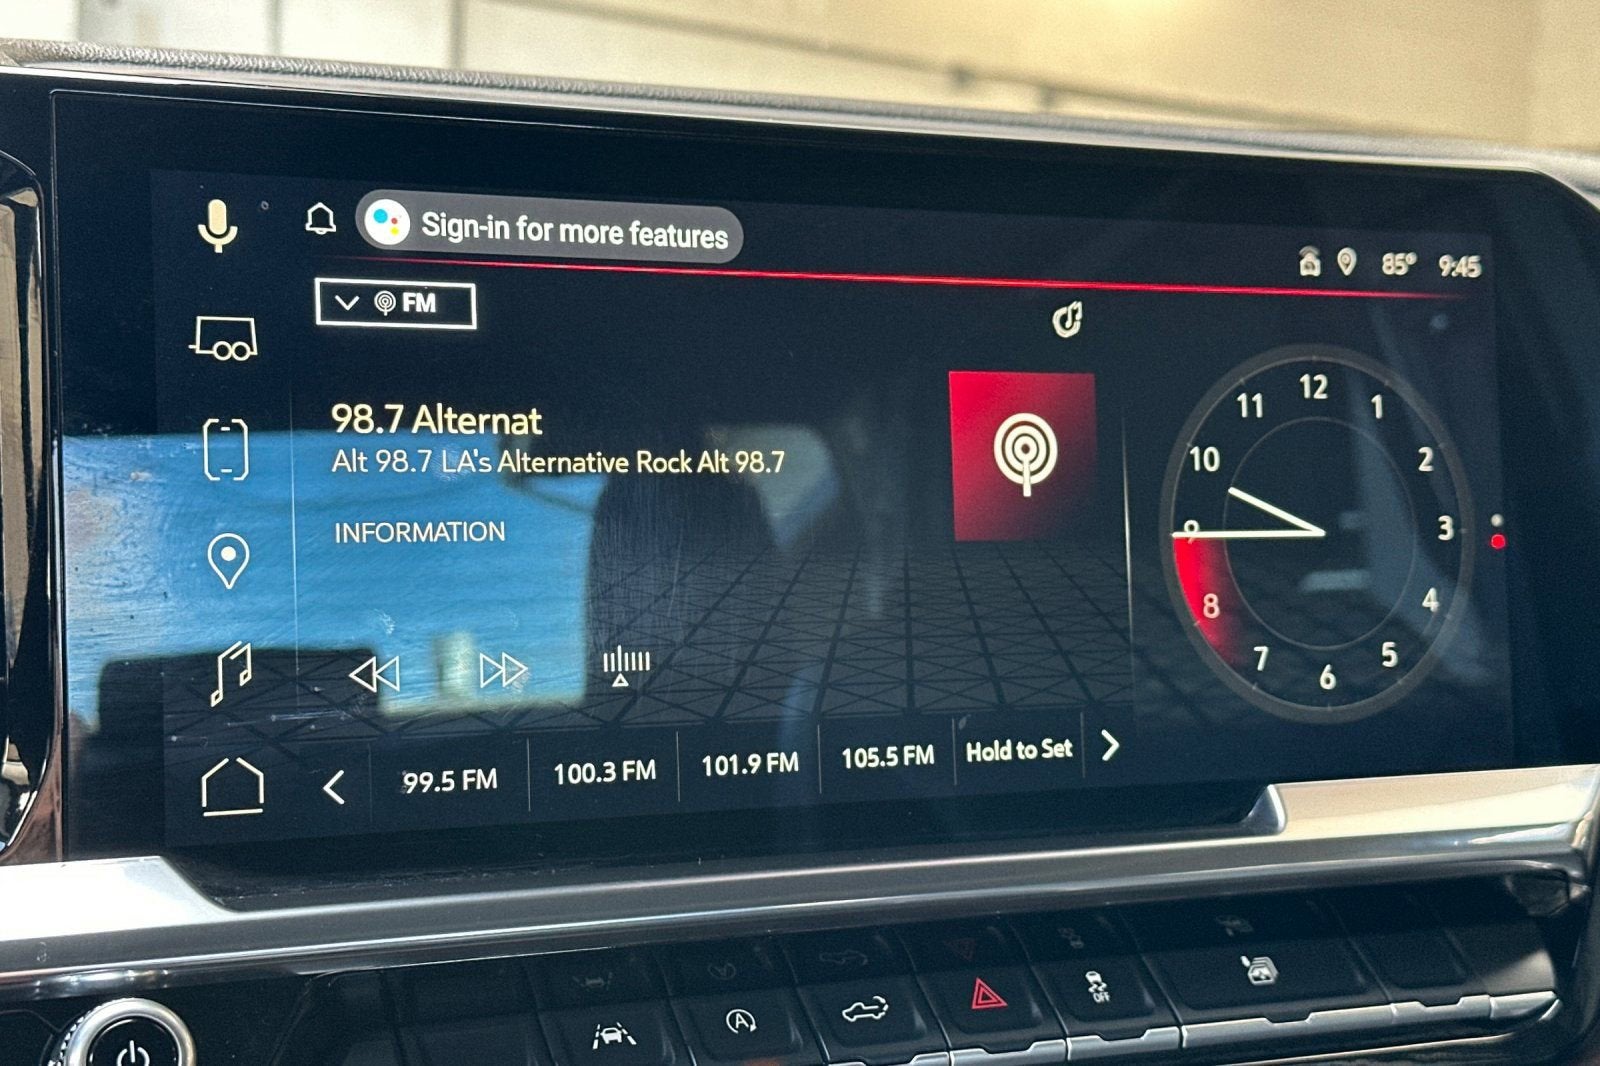 Sign-in for more features
85° 9:45
FM
98.7 Alternat
Alt 98.7 LA's Alternative Rock Alt 98.7
INFORMATION
12
11 1
10 2
9 3
8 4
7 5
6
99.5 FM 100.3 FM 101.9 FM 105.5 FM Hold to Set
A
OFF